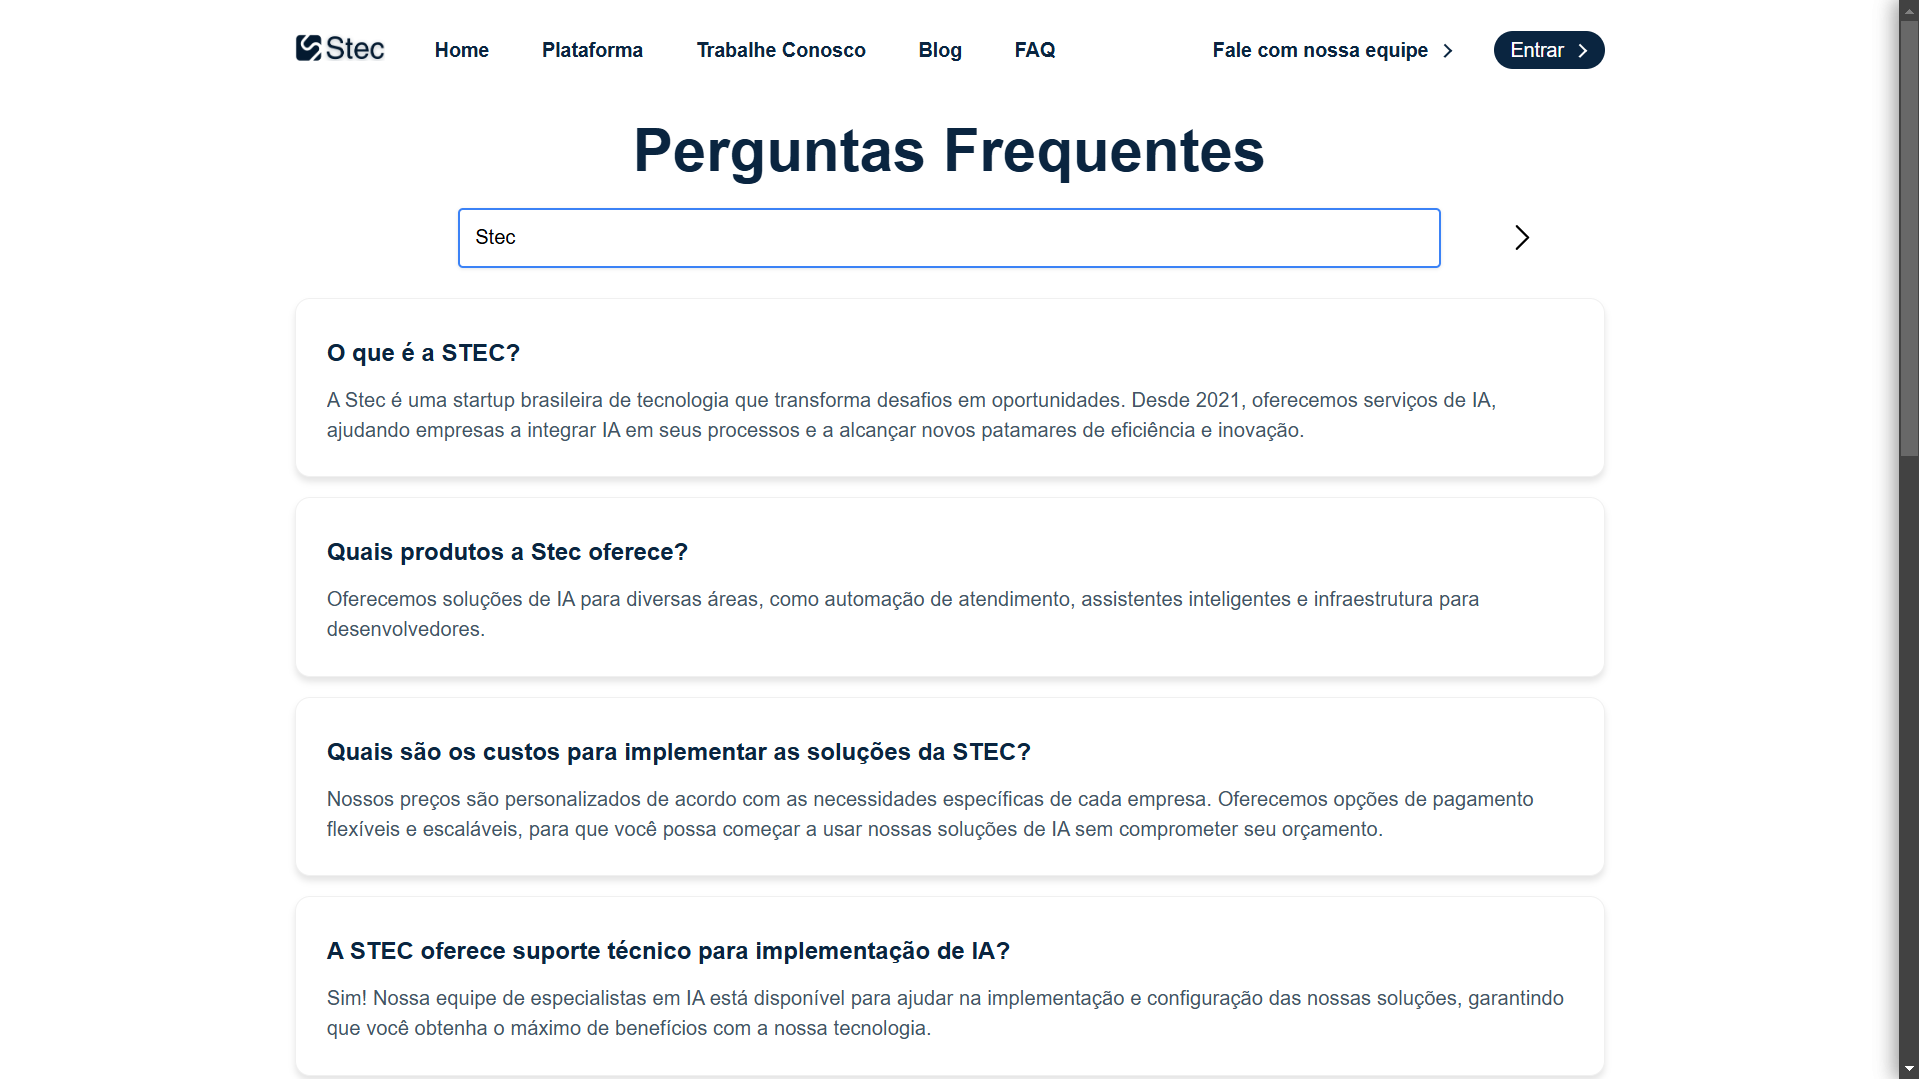 Stec
Home
Plataforma
Trabalhe Conosco
Blog
FAQ
Fale com nossa equipe
Entrar
Perguntas Frequentes
Stec
O que é a STEC?
A Stec é uma startup brasileira de tecnologia que transforma desafios em oportunidades. Desde 2021, oferecemos serviços de IA,
ajudando empresas a integrar IA em seus processos e a alcançar novos patamares de eficiência e inovação.
Quais produtos a Stec oferece?
Oferecemos soluções de IA para diversas áreas, como automação de atendimento, assistentes inteligentes e infraestrutura para
desenvolvedores.
Quais são os custos para implementar as soluções da STEC?
Nossos preços são personalizados de acordo com as necessidades específicas de cada empresa. Oferecemos opções de pagamento
flexíveis e escaláveis, para que você possa começar a usar nossas soluções de IA sem comprometer seu orçamento.
A STEC oferece suporte técnico para implementação de IA?
Sim! Nossa equipe de especialistas em IA está disponível para ajudar na implementação e configuração das nossas soluções, garantindo
que você obtenha o máximo de benefícios com a nossa tecnologia.